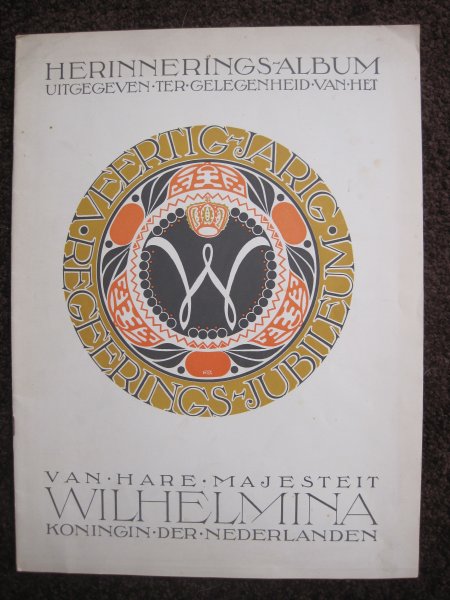 HERINNERINGS-ALBUM
UITGEGEVEN·TER·GELEGENHEID·VAN·HET
·VEERTIG-JARIG·
REGEERINGS-JUBILEUM
W
VAN·HARE·MAJESTEIT
WILHELMINA
KONINGIN·DER·NEDERLANDEN